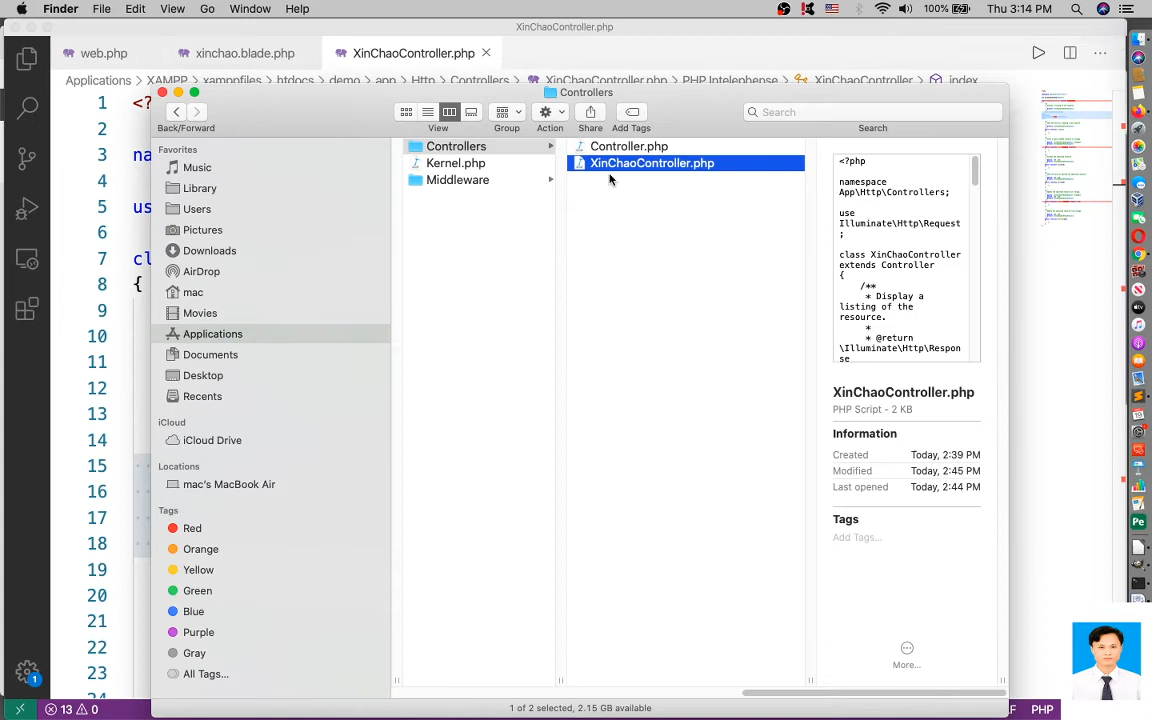 Finder File Edit View Go Window Help 100% Thu 3:14 PM
XinChaoController.php
web.php xinchao.blade.php XinChaoController.php
Applications XAMPP xamppfiles htdocs demo app Http Controllers XinChaoController.php PHP Intelephense XinChaoController index
Controllers
Back/Forward View Group Action Share Add Tags Search
Search
Favorites
Music
Library
Users
Pictures
Downloads
AirDrop
mac
Movies
Applications
Documents
Desktop
Recents
iCloud
iCloud Drive
Locations
mac's MacBook Air
Tags
Red
Orange
Yellow
Green
Blue
Purple
Gray
All Tags...
Controllers
Kernel.php
Middleware
Controller.php
XinChaoController.php
<?php
namespace
App\Http\Controllers;
use
Illuminate\Http\Request
;
class XinChaoController
extends Controller
{
/**
* Display a
listing of the
resource.
*
* @return
\Illuminate\Http\Respon
se
XinChaoController.php
PHP Script - 2 KB
Information
Created Today, 2:39 PM
Modified Today, 2:45 PM
Last opened Today, 2:44 PM
Tags
Add Tags...
More...
1 of 2 selected, 2.15 GB available
1 <?
2
3 na
4
5 us
6
7 cl
8 {
9
10
11
12
13
14
15
16
17
18
19
20
21
22
23
24
1
13 0
F PHP
Pe